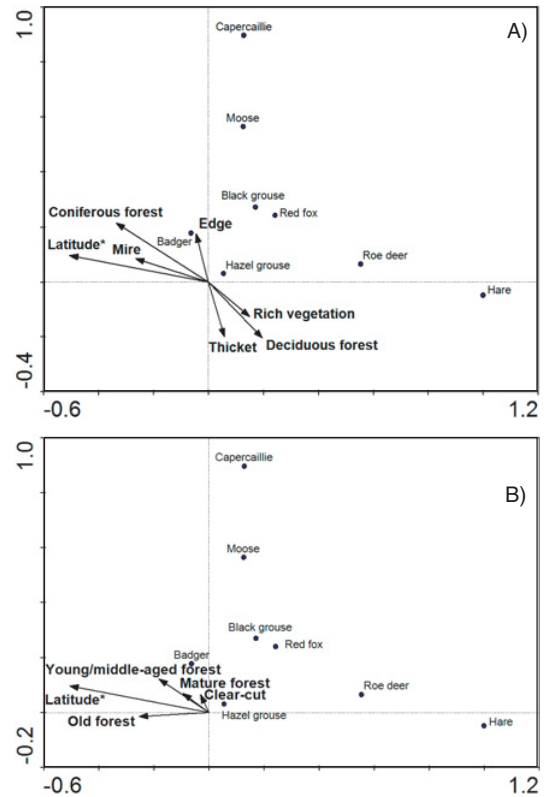 1.0
A)
Capercaillie
Moose
Black grouse
Red fox
Coniferous forest
Edge
Badger
Latitude*
Mire
Hazel grouse
Roe deer
Hare
Rich vegetation
Thicket
Deciduous forest
-0.4
-0.6
1.2
1.0
B)
Capercaillie
Moose
Black grouse
Red fox
Badger
Young/middle-aged forest
Mature forest
Latitude*
Clear-cut
Roe deer
Old forest
Hazel grouse
Hare
-0.2
-0.6
1.2